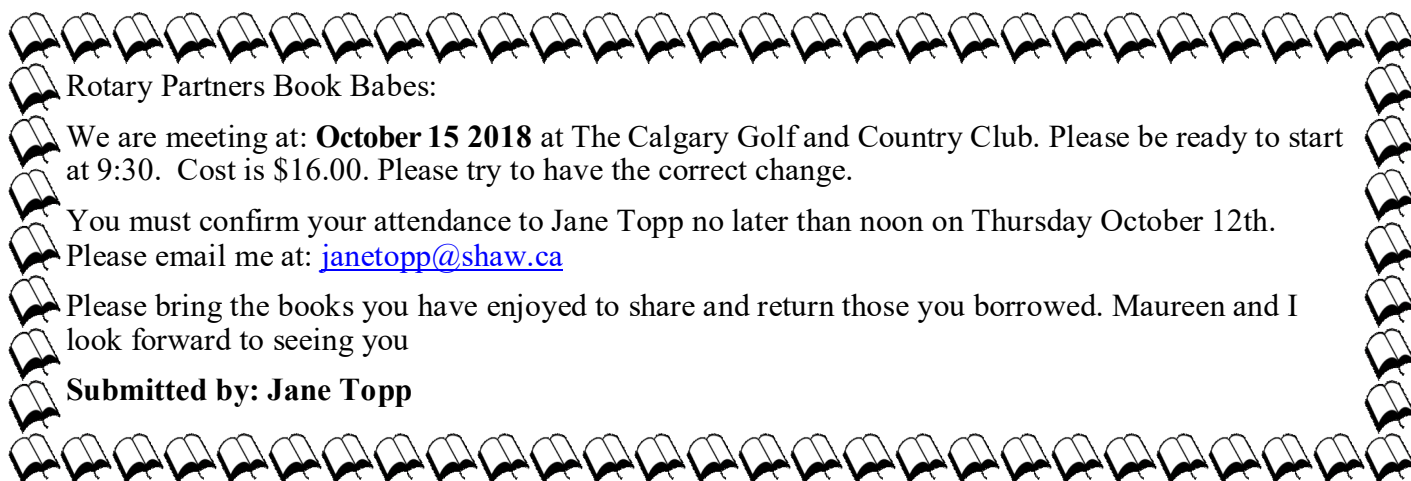 Rotary Partners Book Babes:
We are meeting at: October 15 2018 at The Calgary Golf and Country Club. Please be ready to start
at 9:30.  Cost is $16.00. Please try to have the correct change.
You must confirm your attendance to Jane Topp no later than noon on Thursday October 12th.
Please email me at: janetopp@shaw.ca
Please bring the books you have enjoyed to share and return those you borrowed. Maureen and I
look forward to seeing you
Submitted by: Jane Topp